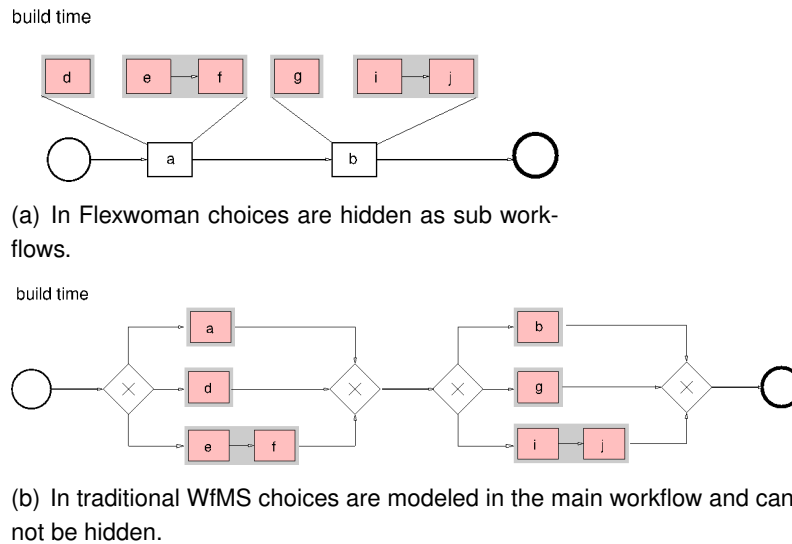 build time
d e f g i j
a b
(a) In Flexwoman choices are hidden as sub work-
flows.
build time
a b
d g
e f i j
(b) In traditional WfMS choices are modeled in the main workflow and can
not be hidden.